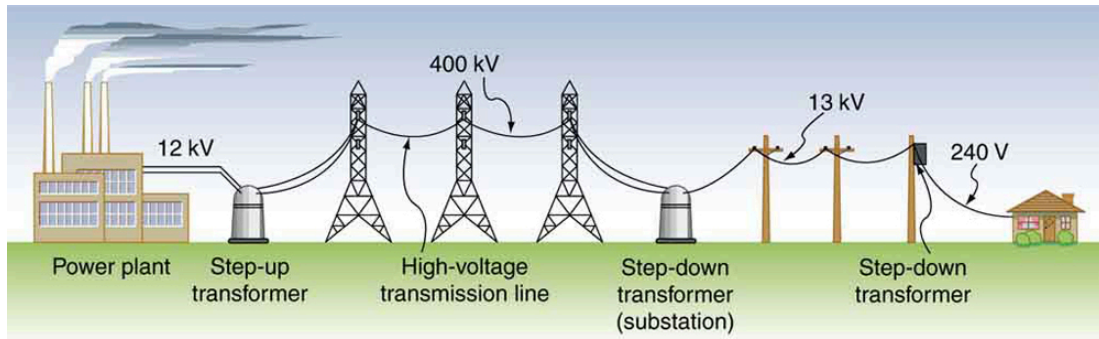 400 kV
13 kV
12 kV
240 V
Power plant
Step-up
transformer
High-voltage
transmission line
Step-down
transformer
(substation)
Step-down
transformer